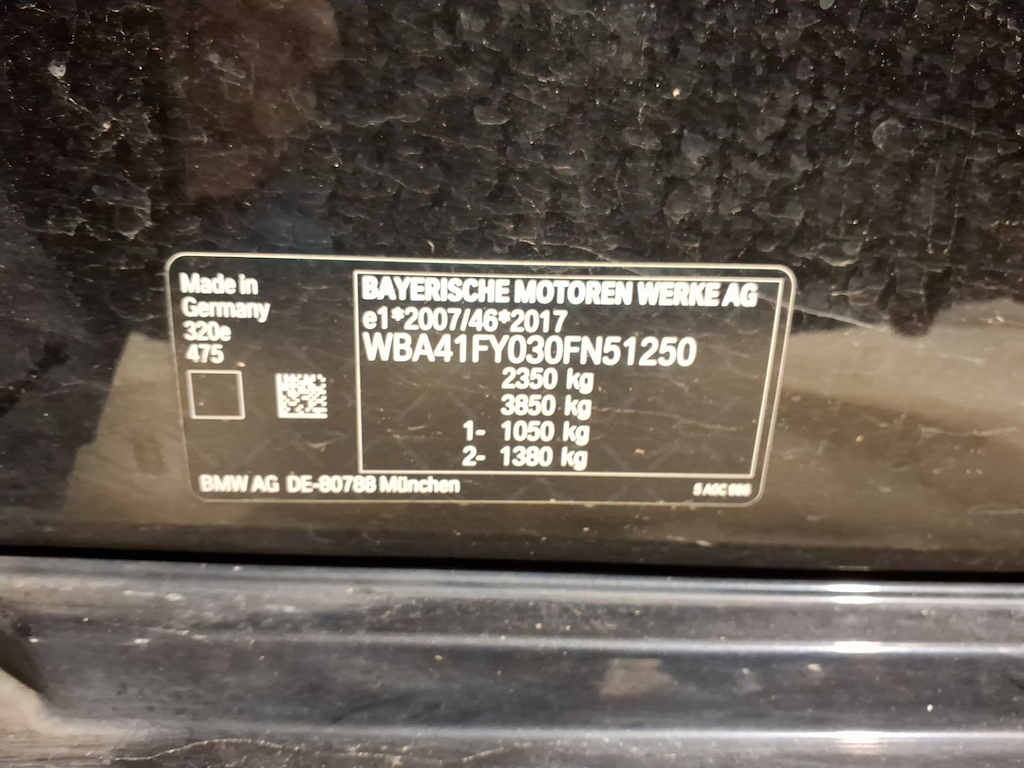 Made in
Germany
320e
475
BAYERISCHE MOTOREN WERKE AG
e1*2007/46*2017
WBA41FY030FN51250
2350 kg
3850 kg
1- 1050 kg
2- 1380 kg
BMW AG DE-80788 München